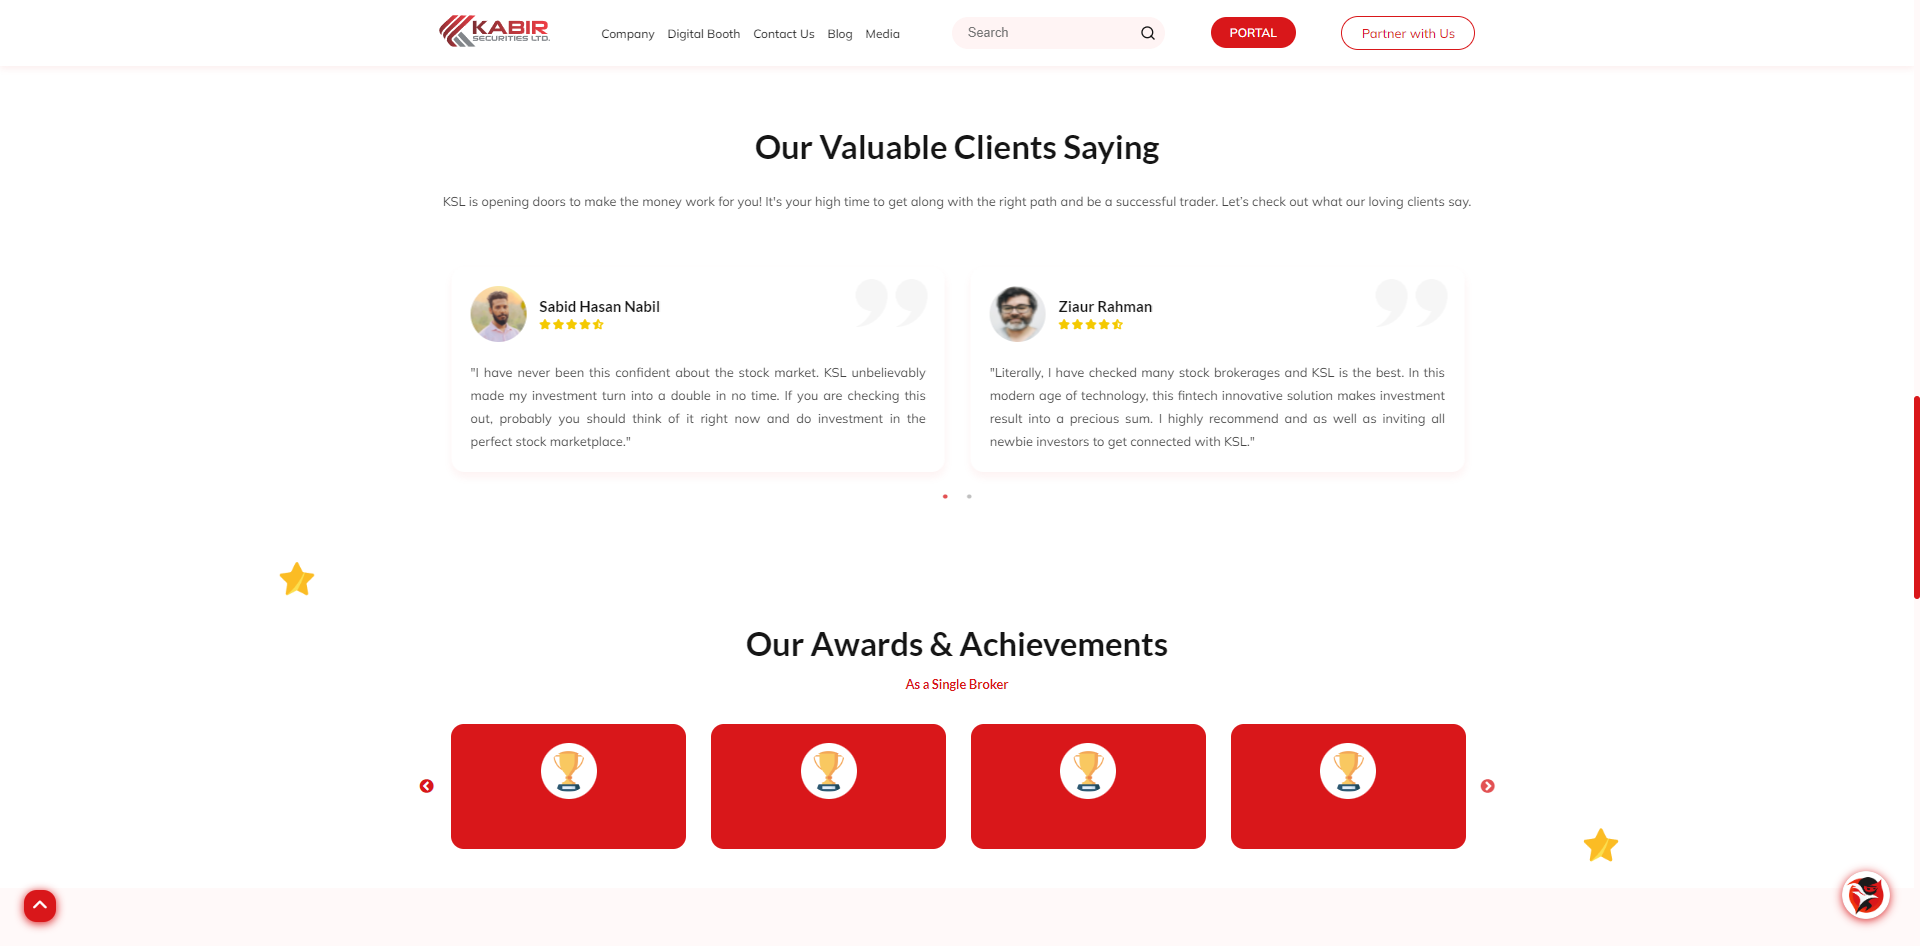 KABIR
SECURITIES LTD.
Company
Digital Booth
Contact Us
Blog
Media
Search
PORTAL
Partner with Us
Our Valuable Clients Saying
KSL is opening doors to make the money work for you! It's your high time to get along with the right path and be a successful trader. Let's check out what our loving clients say.
Sabid Hasan Nabil
"I have never been this confident about the stock market. KSL unbelievably
made my investment turn into a double in no time. If you are checking this
out, probably you should think of it right now and do investment in the
perfect stock marketplace."
Ziaur Rahman
"Literally, I have checked many stock brokerages and KSL is the best. In this
modern age of technology, this fintech innovative solution makes investment
result into a precious sum. I highly recommend and as well as inviting all
newbie investors to get connected with KSL."
Our Awards & Achievements
As a Single Broker